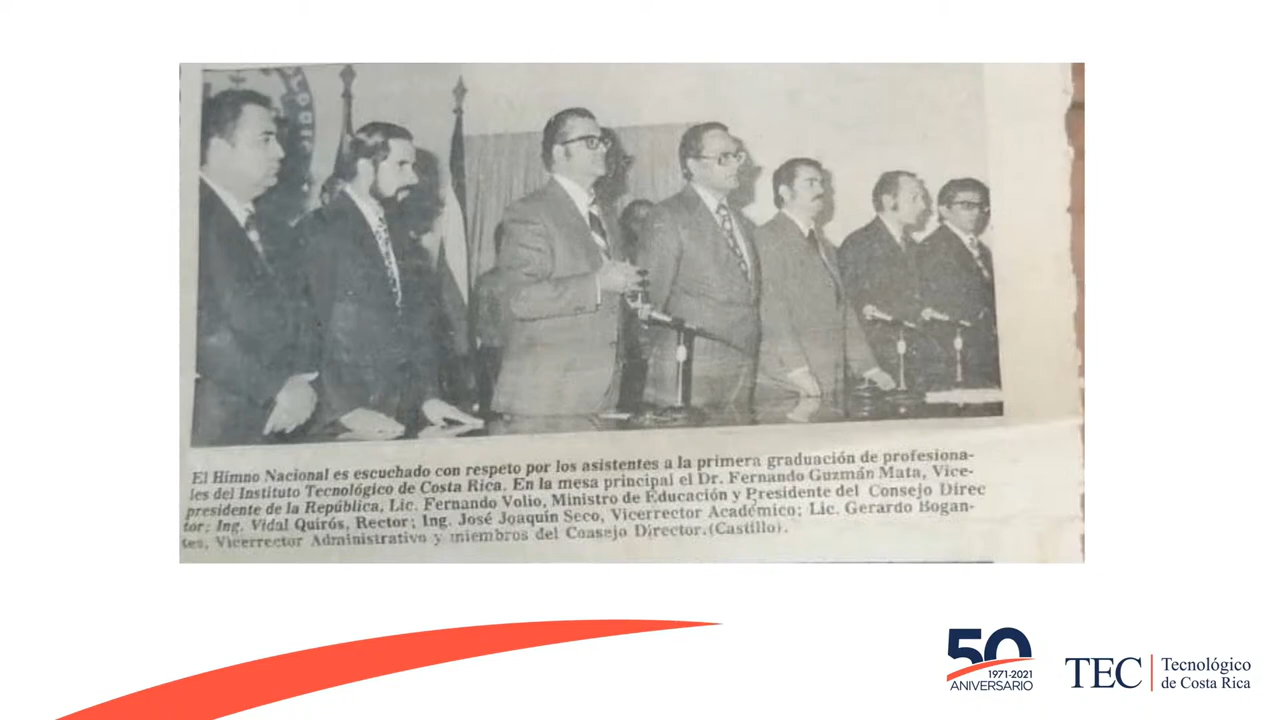 El Himno Nacional es escuchado con respeto por los asistentes a la primera graduación de profesiona-
les del Instituto Tecnológico de Costa Rica. En la mesa principal el Dr. Fernando Guzmán Mata, Vice-
presidente de la República, Lic. Fernando Volio, Ministro de Educación y Presidente del Consejo Direc
tor; Ing. Vidal Quirós, Rector; Ing. José Joaquín Seco, Vicerrector Académico; Lic. Gerardo Bogan-
tes, Vicerrector Administrativo y miembros del Consejo Director.(Castillo).
50
1971-2021
ANIVERSARIO
TEC
Tecnológico
de Costa Rica